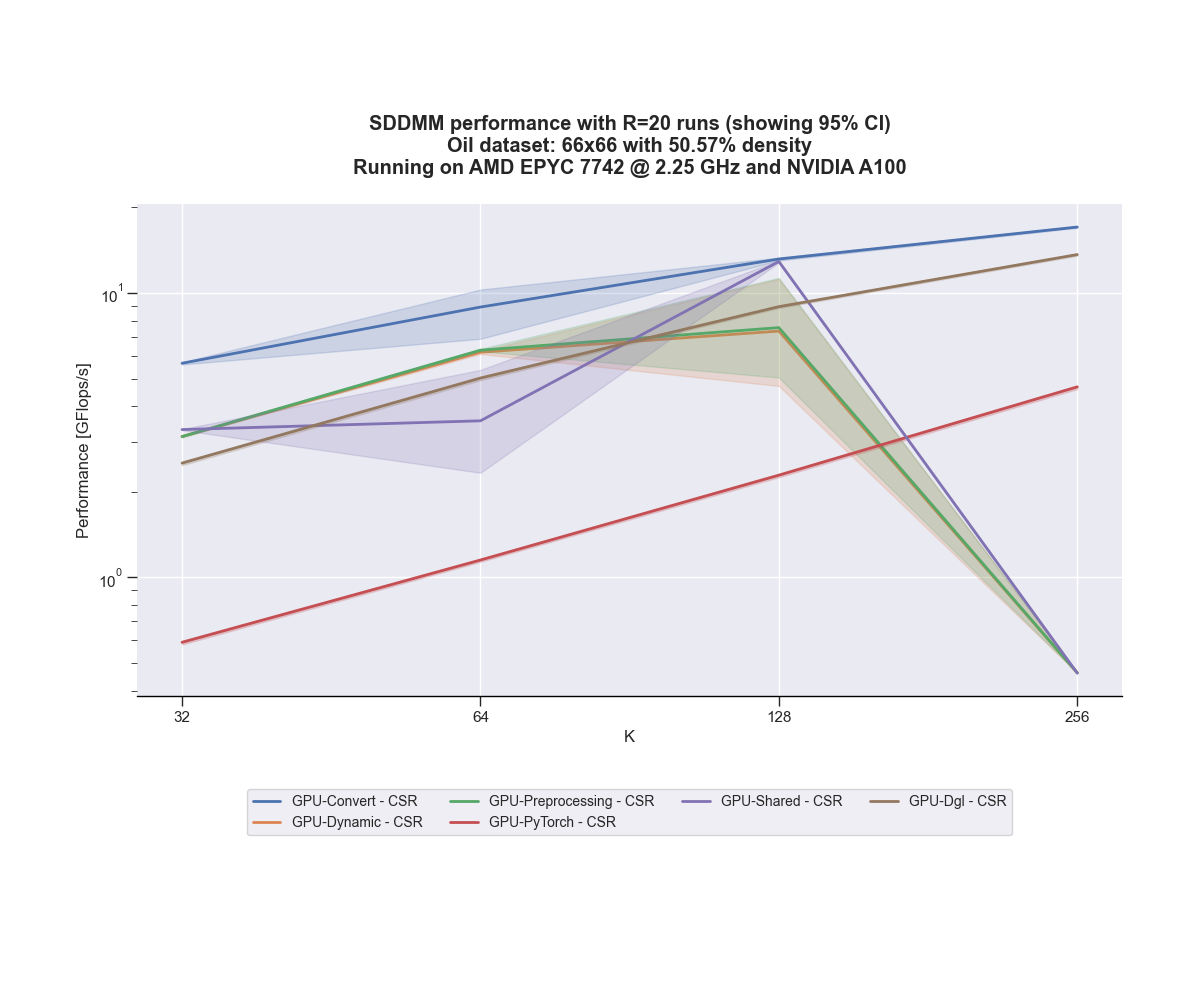 SDDMM performance with R=20 runs (showing 95% CI)
Oil dataset: 66x66 with 50.57% density
Running on AMD EPYC 7742 @ 2.25 GHz and NVIDIA A100
Performance [GFlops/s]
10^1
10^0
32 64 128 256
K
GPU-Convert - CSR GPU-Preprocessing - CSR GPU-Shared - CSR GPU-Dgl - CSR
GPU-Dynamic - CSR GPU-PyTorch - CSR